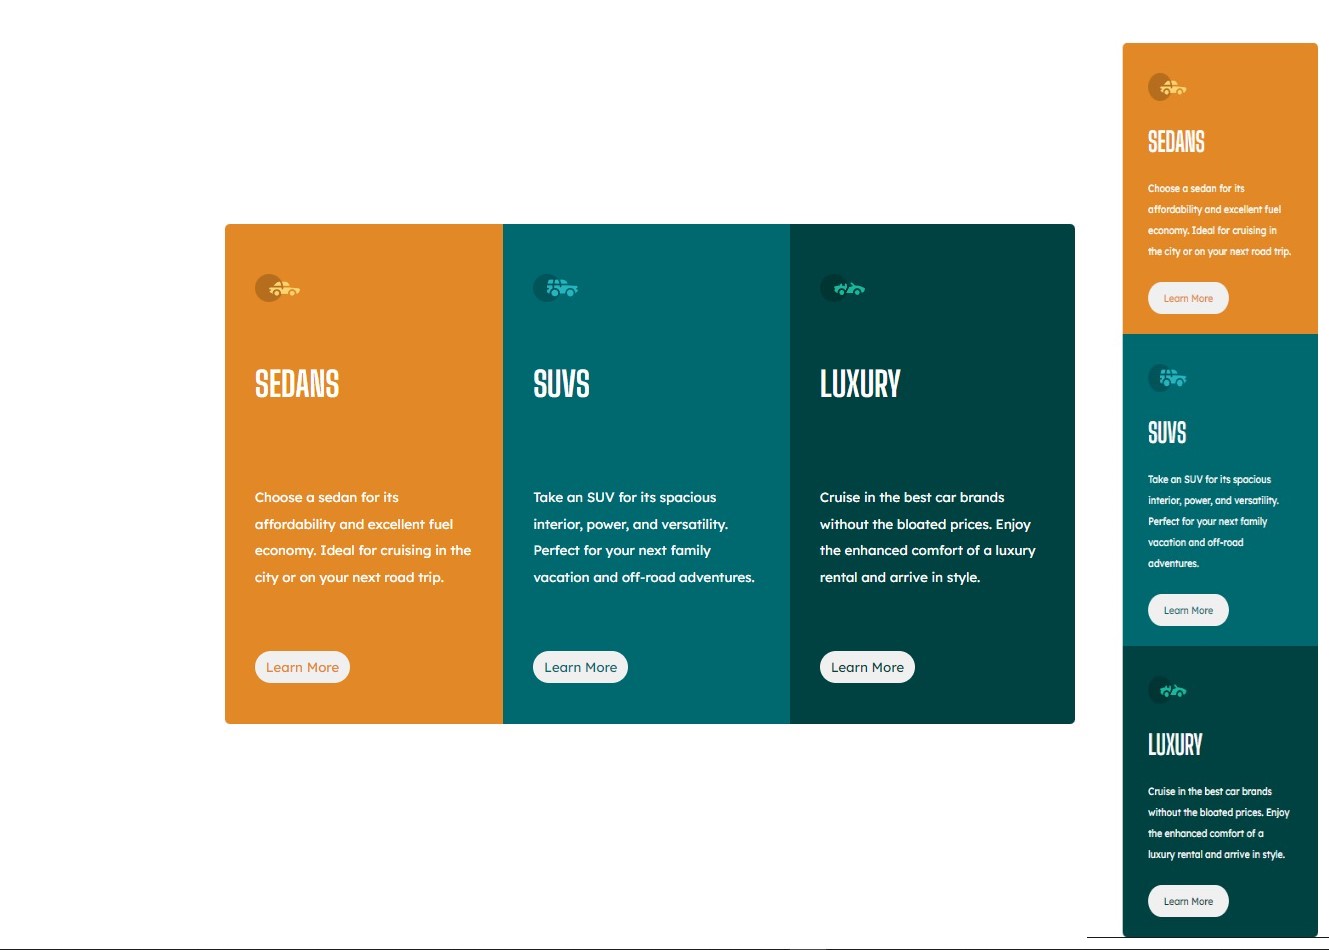 SEDANS
Choose a sedan for its
affordability and excellent fuel
economy. Ideal for cruising in the
city or on your next road trip.
Learn More
SUVS
Take an SUV for its spacious
interior, power, and versatility.
Perfect for your next family
vacation and off-road adventures.
Learn More
LUXURY
Cruise in the best car brands
without the bloated prices. Enjoy
the enhanced comfort of a luxury
rental and arrive in style.
Learn More
SEDANS
Choose a sedan for its
affordability and excellent fuel
economy. Ideal for cruising in
the city or on your next road trip.
Learn More
SUVS
Take an SUV for its spacious
interior, power, and versatility.
Perfect for your next family
vacation and off-road
adventures.
Learn More
LUXURY
Cruise in the best car brands
without the bloated prices. Enjoy
the enhanced comfort of a
luxury rental and arrive in style.
Learn More